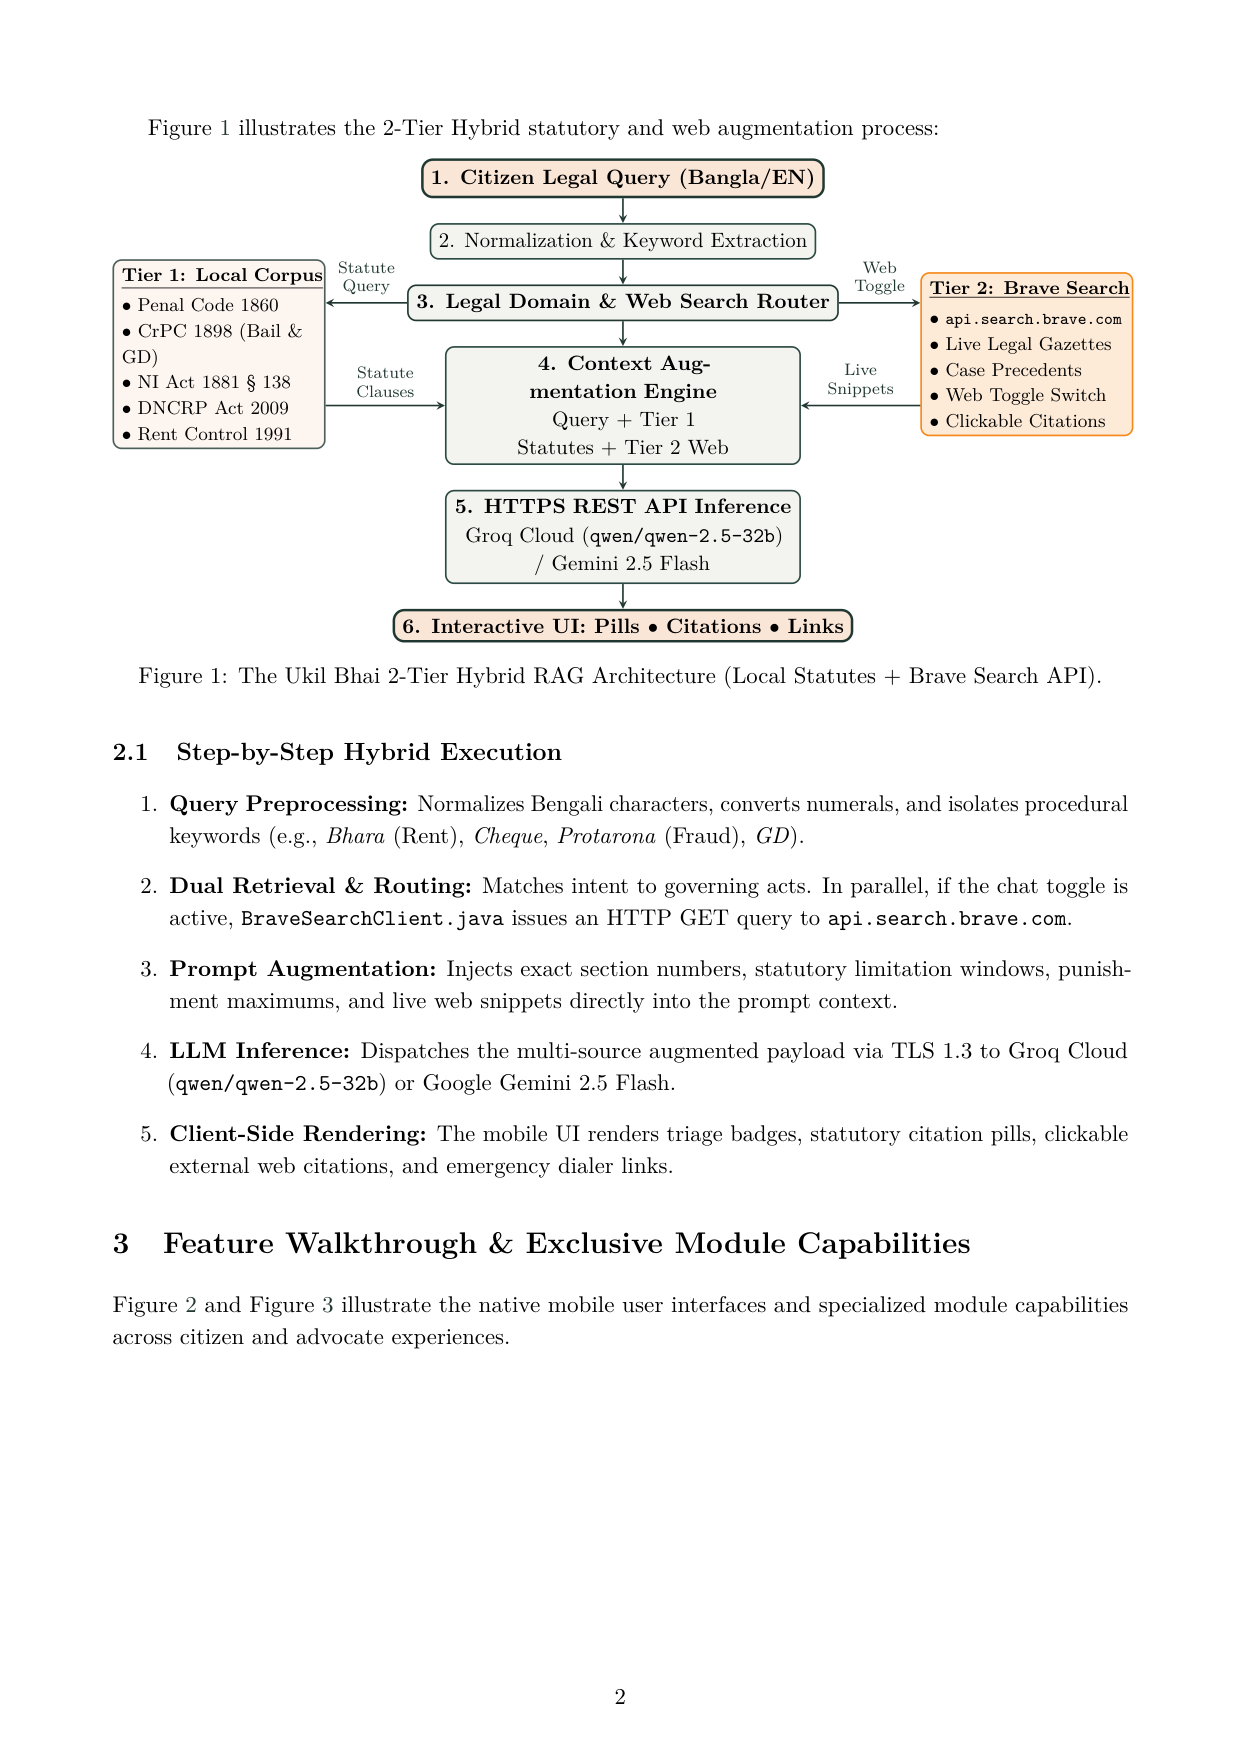 Figure 1 illustrates the 2-Tier Hybrid statutory and web augmentation process:
1. Citizen Legal Query (Bangla/EN)
2. Normalization & Keyword Extraction
Tier 1: Local Corpus
• Penal Code 1860
• CrPC 1898 (Bail &
GD)
• NI Act 1881 § 138
• DNCRP Act 2009
• Rent Control 1991
Statute
Query
3. Legal Domain & Web Search Router
Web
Toggle
Tier 2: Brave Search
• api.search.brave.com
• Live Legal Gazettes
• Case Precedents
• Web Toggle Switch
• Clickable Citations
Statute
Clauses
4. Context Aug-
mentation Engine
Query + Tier 1
Statutes + Tier 2 Web
Live
Snippets
5. HTTPS REST API Inference
Groq Cloud (qwen/qwen-2.5-32b)
/ Gemini 2.5 Flash
6. Interactive UI: Pills • Citations • Links
Figure 1: The Ukil Bhai 2-Tier Hybrid RAG Architecture (Local Statutes + Brave Search API).
2.1 Step-by-Step Hybrid Execution
1. Query Preprocessing: Normalizes Bengali characters, converts numerals, and isolates procedural
keywords (e.g., Bhara (Rent), Cheque, Protarona (Fraud), GD).
2. Dual Retrieval & Routing: Matches intent to governing acts. In parallel, if the chat toggle is
active, BraveSearchClient.java issues an HTTP GET query to api.search.brave.com.
3. Prompt Augmentation: Injects exact section numbers, statutory limitation windows, punish-
ment maximums, and live web snippets directly into the prompt context.
4. LLM Inference: Dispatches the multi-source augmented payload via TLS 1.3 to Groq Cloud
(qwen/qwen-2.5-32b) or Google Gemini 2.5 Flash.
5. Client-Side Rendering: The mobile UI renders triage badges, statutory citation pills, clickable
external web citations, and emergency dialer links.
3 Feature Walkthrough & Exclusive Module Capabilities
Figure 2 and Figure 3 illustrate the native mobile user interfaces and specialized module capabilities
across citizen and advocate experiences.
2